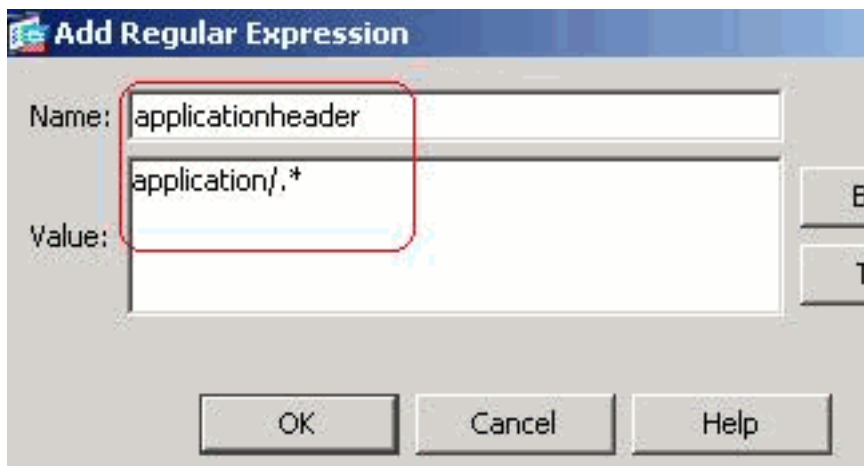 Add Regular Expression
Name: applicationheader
application/.*
Value:
OK Cancel Help